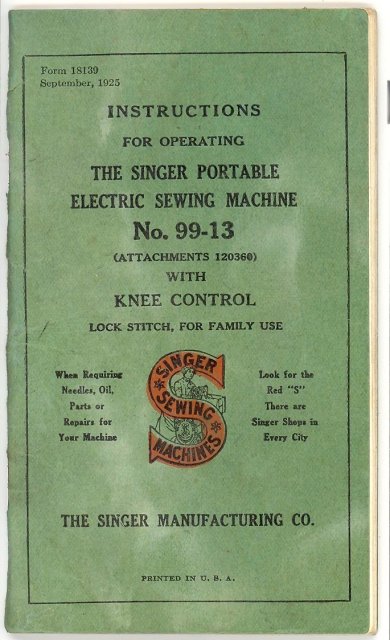 Form 18139
September, 1925
INSTRUCTIONS
FOR OPERATING
THE SINGER PORTABLE
ELECTRIC SEWING MACHINE
No. 99-13
(ATTACHMENTS 120360)
WITH
KNEE CONTROL
LOCK STITCH, FOR FAMILY USE
When Requiring
Needles, Oil,
Parts or
Repairs for
Your Machine
SINGER
SEWING
MACHINES
Look for the
Red "S"
There are
Singer Shops in
Every City
THE SINGER MANUFACTURING CO.
PRINTED IN U. S. A.